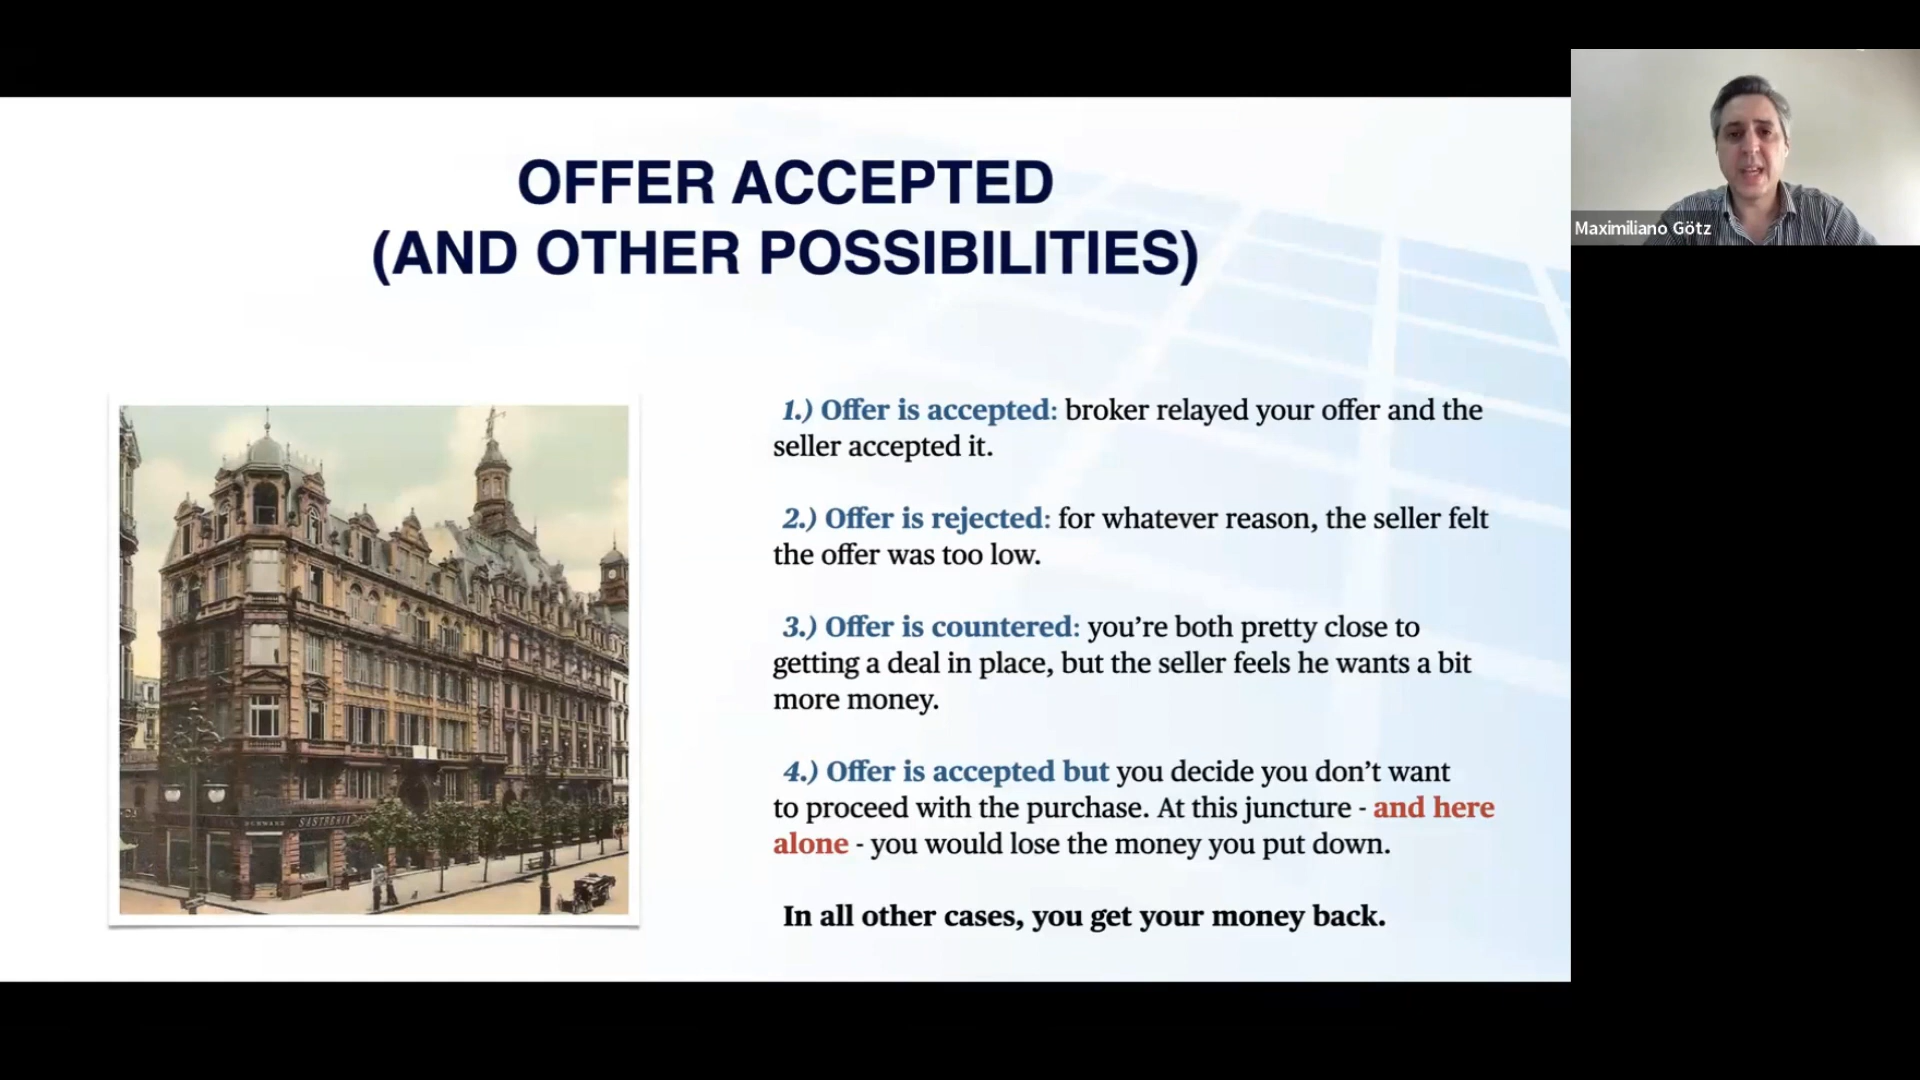 OFFER ACCEPTED
(AND OTHER POSSIBILITIES)
Maximiliano Götz
1.) Offer is accepted: broker relayed your offer and the
seller accepted it.
2.) Offer is rejected: for whatever reason, the seller felt
the offer was too low.
3.) Offer is countered: you’re both pretty close to
getting a deal in place, but the seller feels he wants a bit
more money.
4.) Offer is accepted but you decide you don’t want
to proceed with the purchase. At this juncture - and here
alone - you would lose the money you put down.
In all other cases, you get your money back.
SASTRERIA